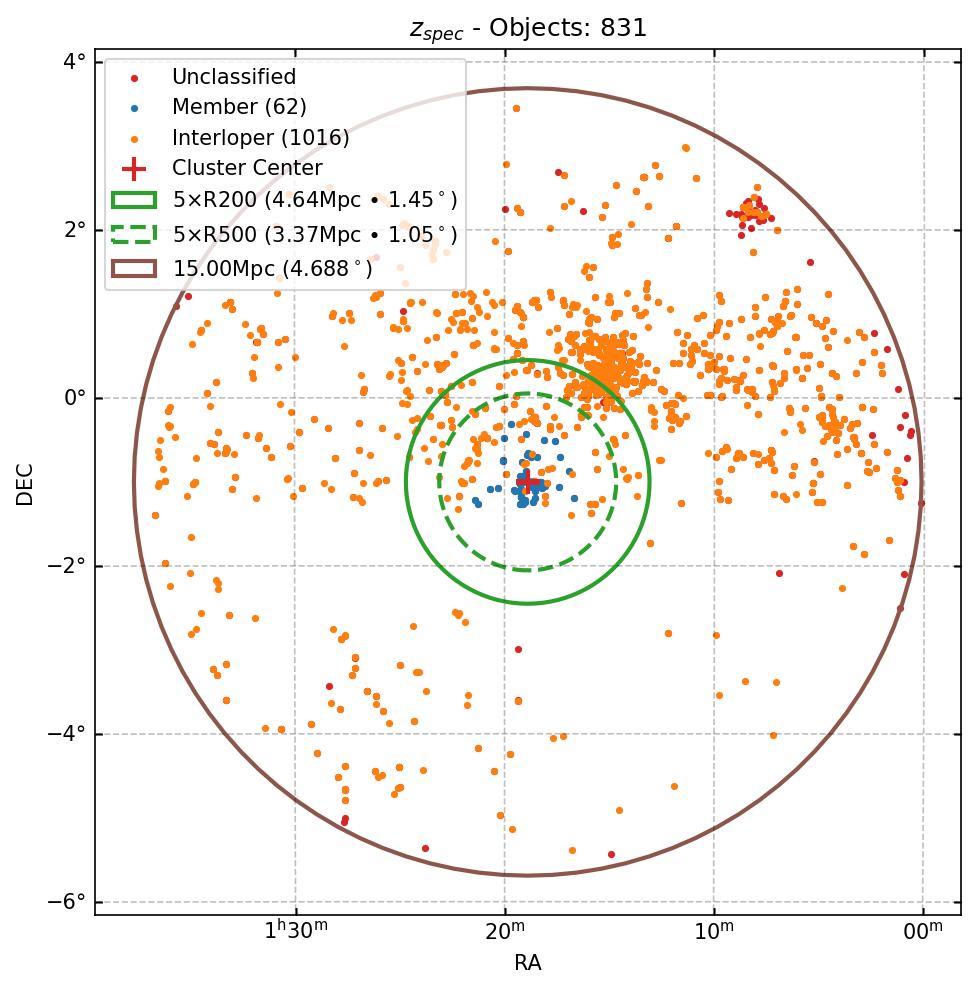 z_spec - Objects: 831
Unclassified
Member (62)
Interloper (1016)
Cluster Center
5×R200 (4.64Mpc • 1.45°)
5×R500 (3.37Mpc • 1.05°)
15.00Mpc (4.688°)
4°
2°
0°
−2°
−4°
−6°
DEC
1ʰ30ᵐ 20ᵐ 10ᵐ 00ᵐ
RA